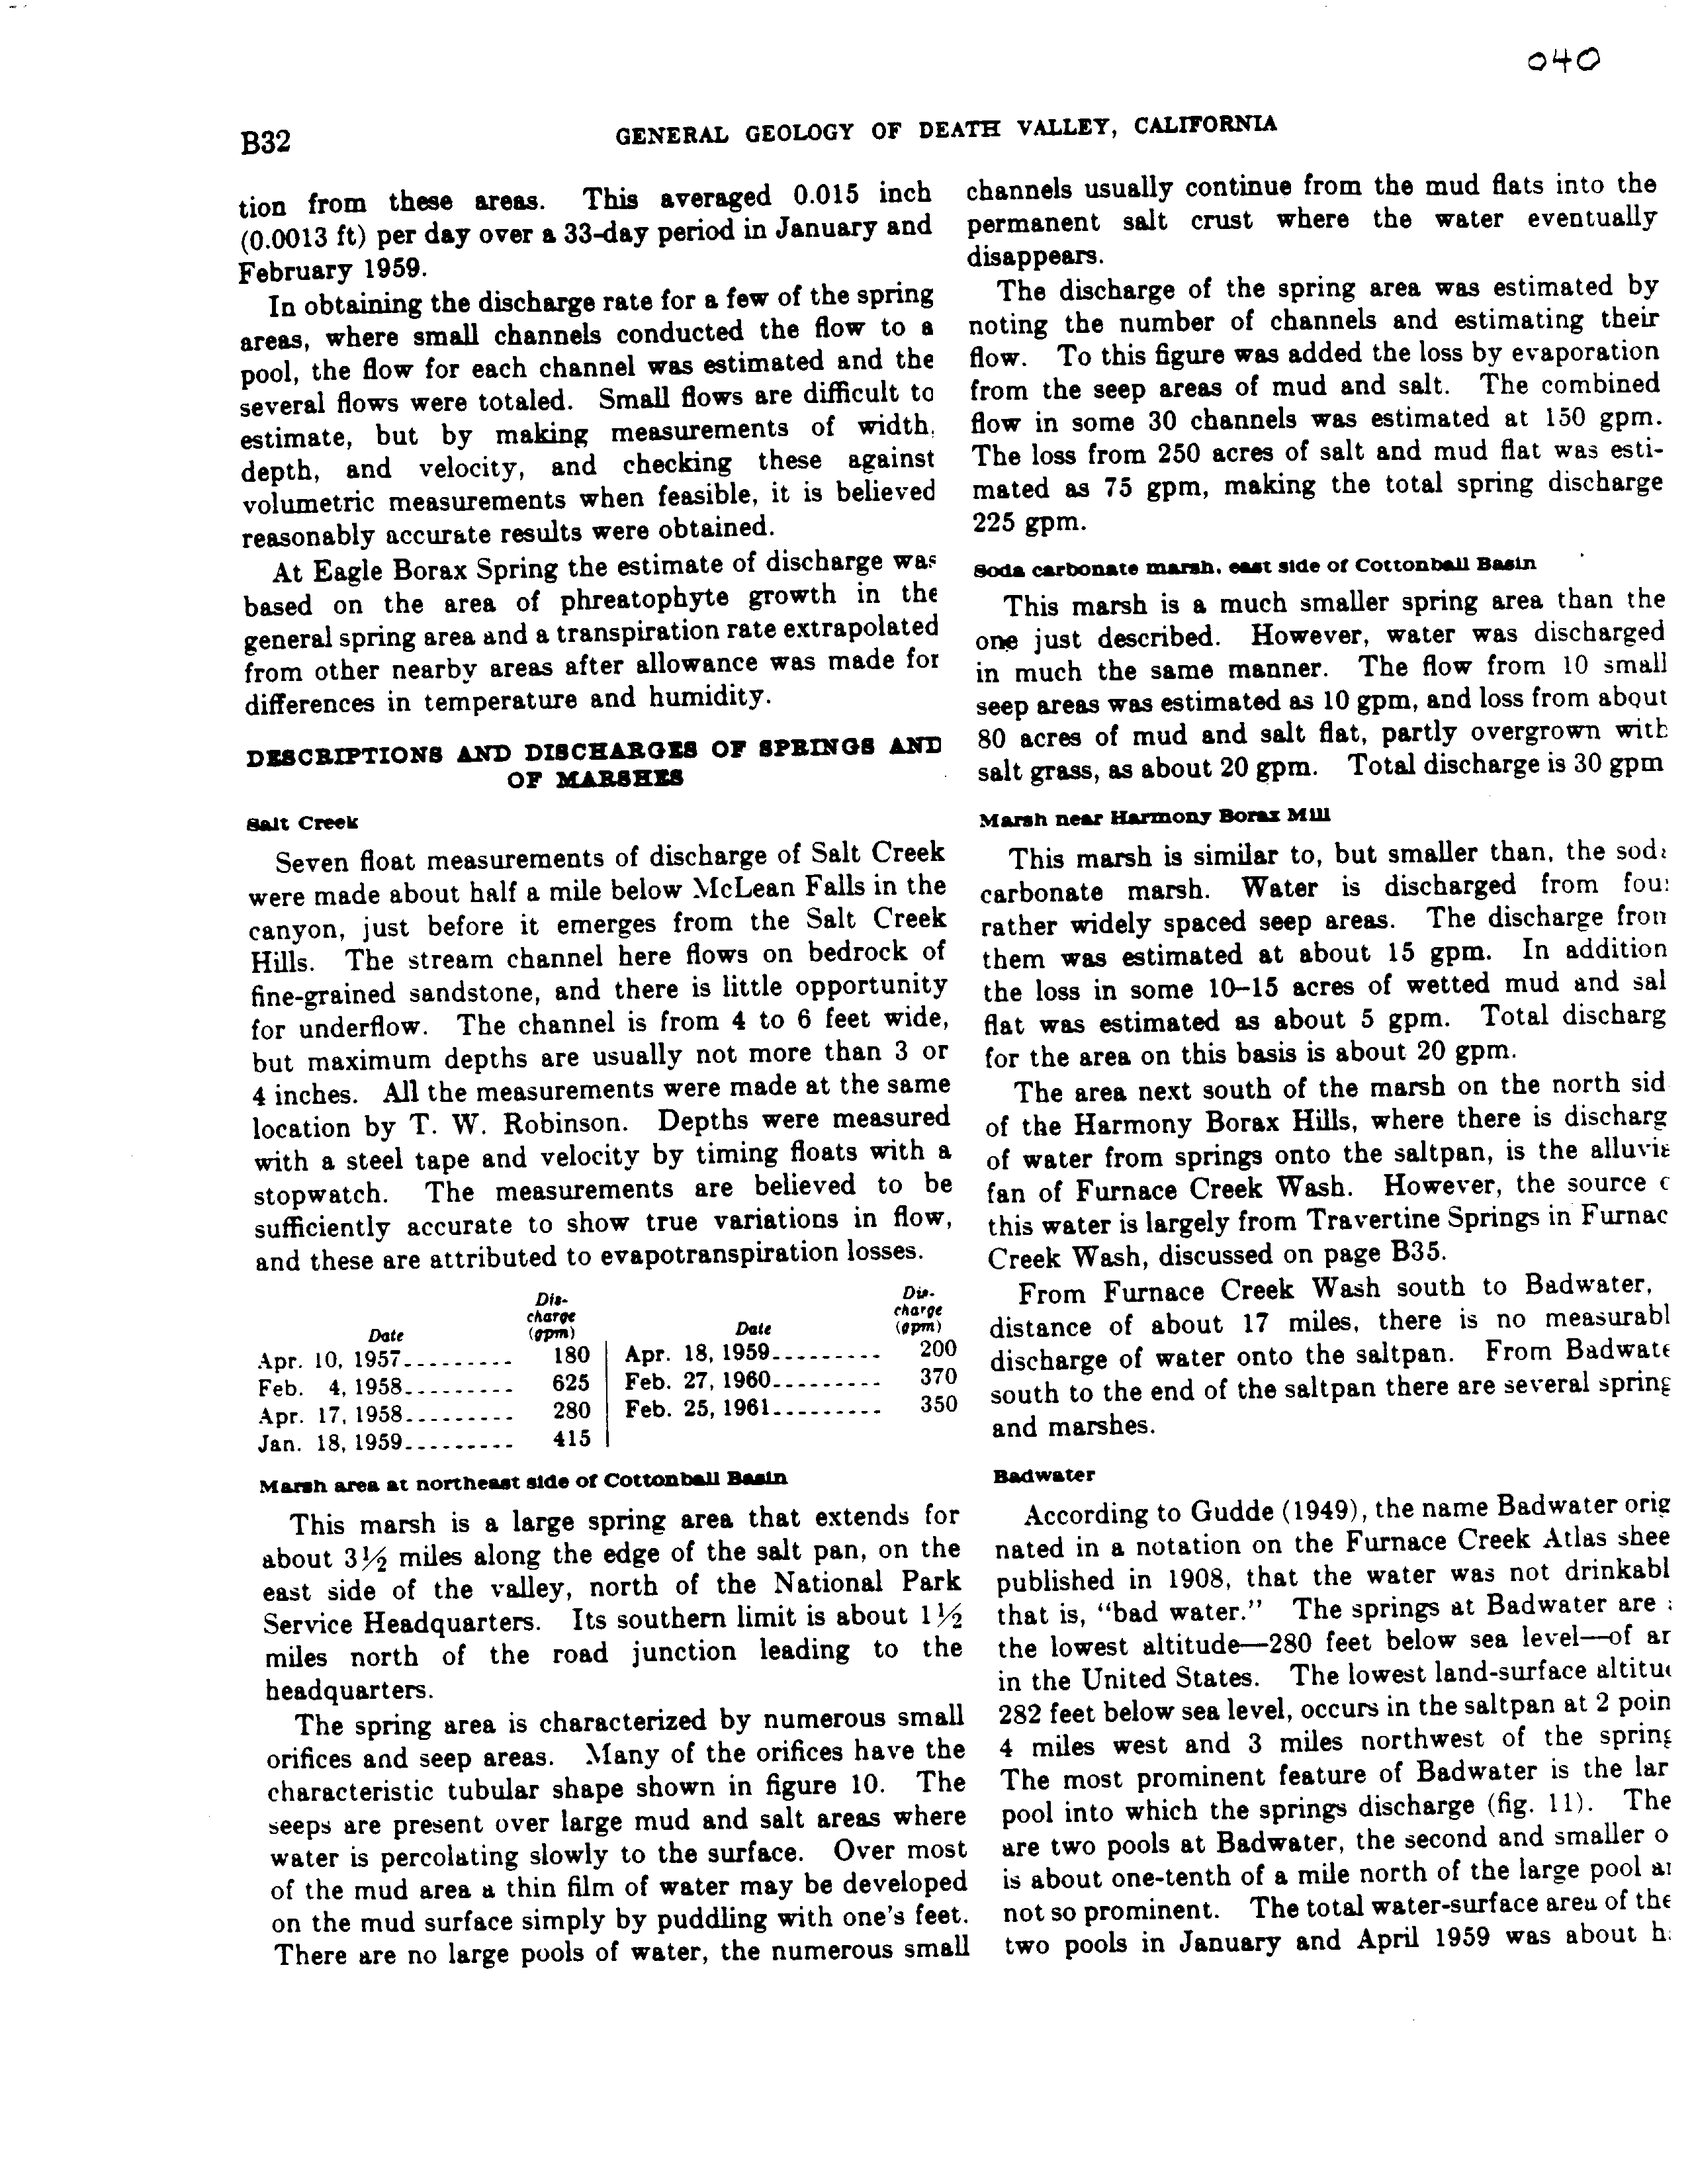 040
B32
GENERAL GEOLOGY OF DEATH VALLEY, CALIFORNIA
tion from these areas. This averaged 0.015 inch
(0.0013 ft) per day over a 33-day period in January and
February 1959.
In obtaining the discharge rate for a few of the spring
areas, where small channels conducted the flow to a
pool, the flow for each channel was estimated and the
several flows were totaled. Small flows are difficult to
estimate, but by making measurements of width,
depth, and velocity, and checking these against
volumetric measurements when feasible, it is believed
reasonably accurate results were obtained.
At Eagle Borax Spring the estimate of discharge was
based on the area of phreatophyte growth in the
general spring area and a transpiration rate extrapolated
from other nearby areas after allowance was made for
differences in temperature and humidity.
DESCRIPTIONS AND DISCHARGES OF SPRINGS AND
OF MARSHES
Salt Creek
Seven float measurements of discharge of Salt Creek
were made about half a mile below McLean Falls in the
canyon, just before it emerges from the Salt Creek
Hills. The stream channel here flows on bedrock of
fine-grained sandstone, and there is little opportunity
for underflow. The channel is from 4 to 6 feet wide,
but maximum depths are usually not more than 3 or
4 inches. All the measurements were made at the same
location by T. W. Robinson. Depths were measured
with a steel tape and velocity by timing floats with a
stopwatch. The measurements are believed to be
sufficiently accurate to show true variations in flow,
and these are attributed to evapotranspiration losses.
Date Dis-charge (gpm) Date Dis-charge (gpm)
Apr. 10, 1957 180 Apr. 18, 1959 200
Feb. 4, 1958 625 Feb. 27, 1960 370
Apr. 17, 1958 280 Feb. 25, 1961 350
Jan. 18, 1959 415
Marsh area at northeast side of Cottonball Basin
This marsh is a large spring area that extends for
about 3½ miles along the edge of the salt pan, on the
east side of the valley, north of the National Park
Service Headquarters. Its southern limit is about 1½
miles north of the road junction leading to the
headquarters.
The spring area is characterized by numerous small
orifices and seep areas. Many of the orifices have the
characteristic tubular shape shown in figure 10. The
seeps are present over large mud and salt areas where
water is percolating slowly to the surface. Over most
of the mud area a thin film of water may be developed
on the mud surface simply by puddling with one's feet.
There are no large pools of water, the numerous small
channels usually continue from the mud flats into the
permanent salt crust where the water eventually
disappears.
The discharge of the spring area was estimated by
noting the number of channels and estimating their
flow. To this figure was added the loss by evaporation
from the seep areas of mud and salt. The combined
flow in some 30 channels was estimated at 150 gpm.
The loss from 250 acres of salt and mud flat was esti-
mated as 75 gpm, making the total spring discharge
225 gpm.
Soda carbonate marsh, east side of Cottonball Basin
This marsh is a much smaller spring area than the
one just described. However, water was discharged
in much the same manner. The flow from 10 small
seep areas was estimated as 10 gpm, and loss from about
80 acres of mud and salt flat, partly overgrown with
salt grass, as about 20 gpm. Total discharge is 30 gpm
Marsh near Harmony Borax Mill
This marsh is similar to, but smaller than, the
carbonate marsh. Water is discharged from
rather widely spaced seep areas. The discharge
them was estimated at about 15 gpm. In addition
the loss in some 10–15 acres of wetted mud and sal
flat was estimated as about 5 gpm. Total discharg
for the area on this basis is about 20 gpm.
The area next south of the marsh on the north sid
of the Harmony Borax Hills, where there is discharg
of water from springs onto the saltpan, is the
fan of Furnace Creek Wash. However, the source
this water is largely from Travertine Springs in Furnac
Creek Wash, discussed on page B35.
From Furnace Creek Wash south to Badwater,
distance of about 17 miles, there is no measurabl
discharge of water onto the saltpan. From Badwate
south to the end of the saltpan there are several spring
and marshes.
Badwater
According to Gudde (1949), the name Badwater orig
nated in a notation on the Furnace Creek Atlas shee
published in 1908, that the water was not drinkabl
that is, "bad water." The springs at Badwater are
the lowest altitude—280 feet below sea level—of
in the United States. The lowest land-surface
282 feet below sea level, occurs in the saltpan at 2 poin
4 miles west and 3 miles northwest of the spring
The most prominent feature of Badwater is the lar
pool into which the springs discharge (fig. 11). The
are two pools at Badwater, the second and smaller o
is about one-tenth of a mile north of the large pool
not so prominent. The total water-surface area of the
two pools in January and April 1959 was about